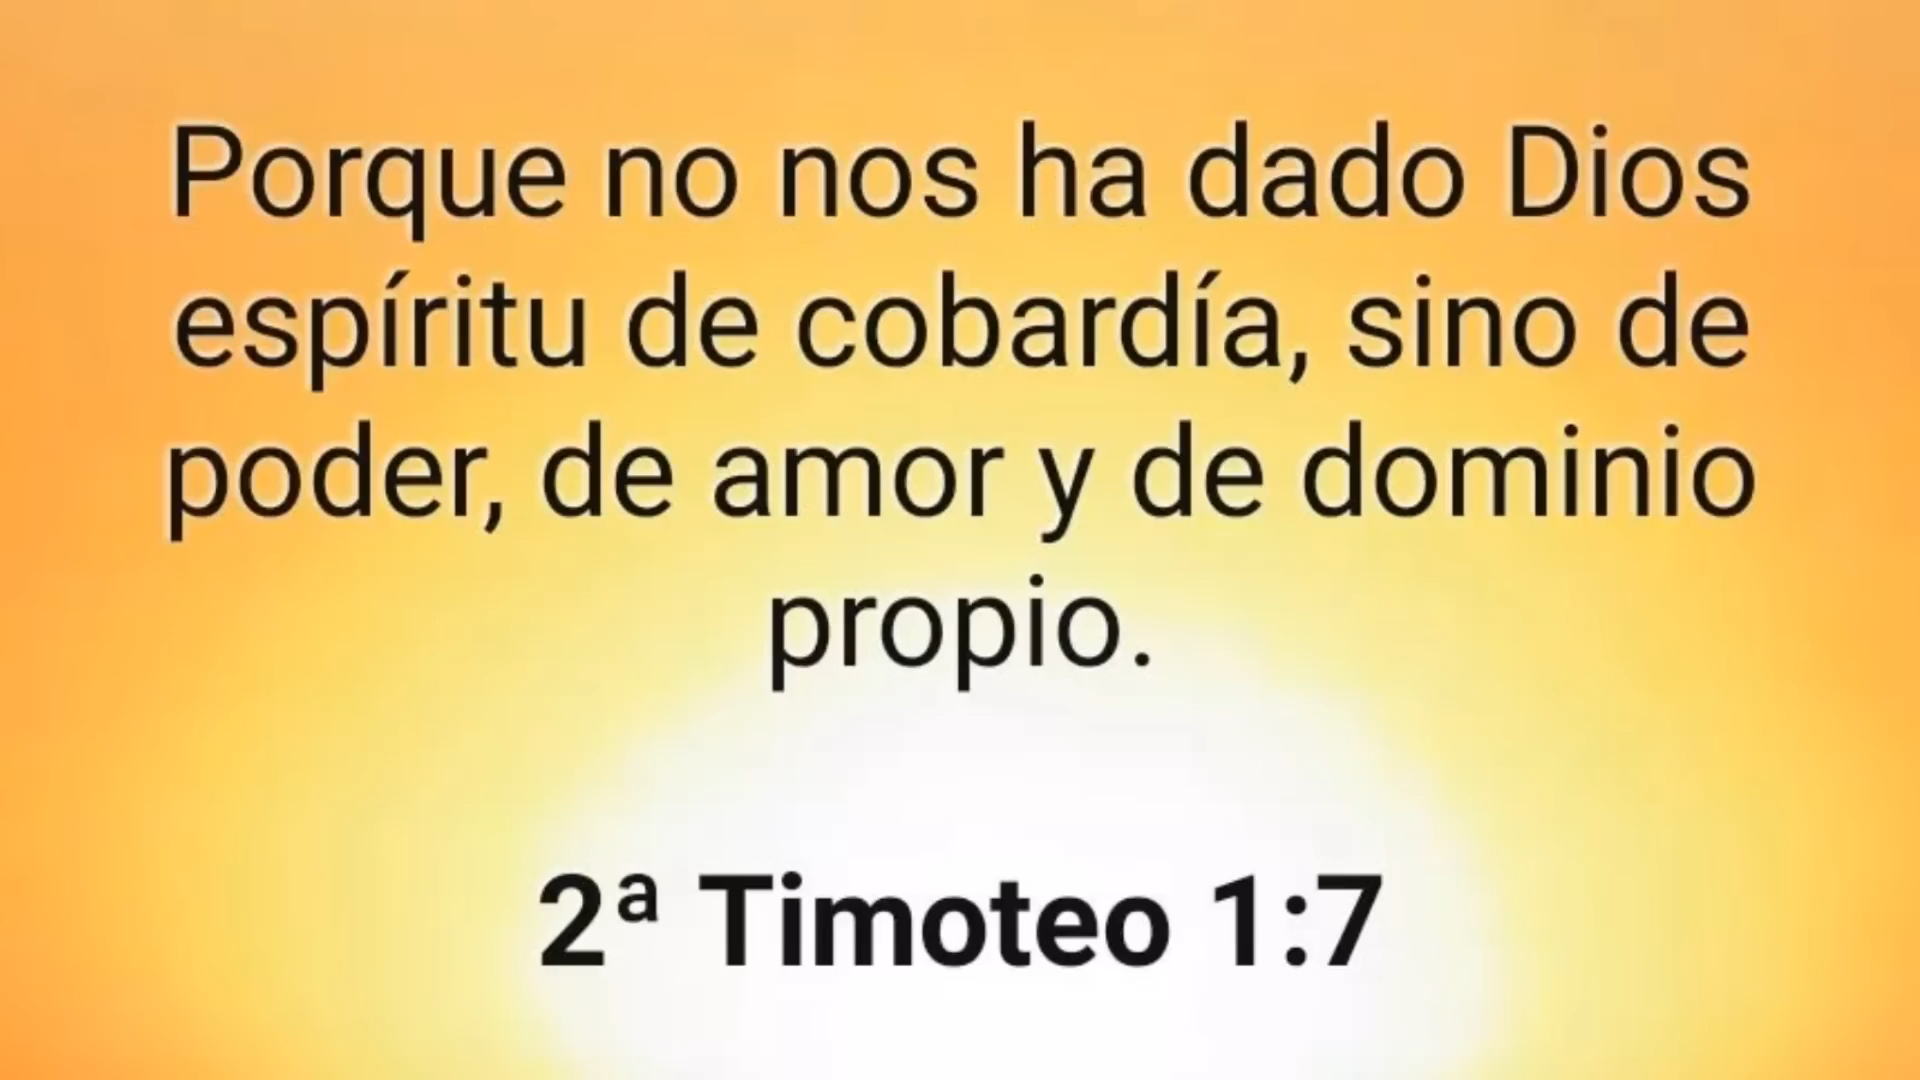 Porque no nos ha dado Dios
espíritu de cobardía, sino de
poder, de amor y de dominio
propio.
2ª Timoteo 1:7